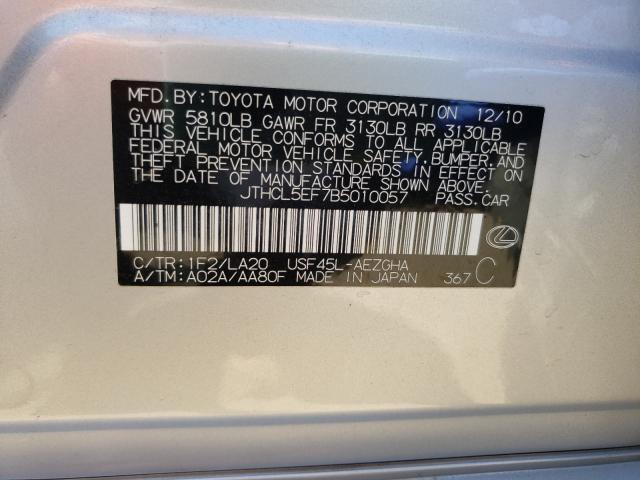 MFD. BY: TOYOTA MOTOR CORPORATION 12/10
GVWR 5810LB GAWR FR 3130LB RR 3130LB
THIS VEHICLE CONFORMS TO ALL APPLICABLE
FEDERAL MOTOR VEHICLE SAFETY, BUMPER, AND
THEFT PREVENTION STANDARDS IN EFFECT ON
THE DATE OF MANUFACTURE SHOWN ABOVE.
JTHCL5EF7B5010057 PASS. CAR
C/TR: 1F2/LA20 USF45L-AEZGHA
A/TM: A02A/AA80F MADE IN JAPAN 367 C